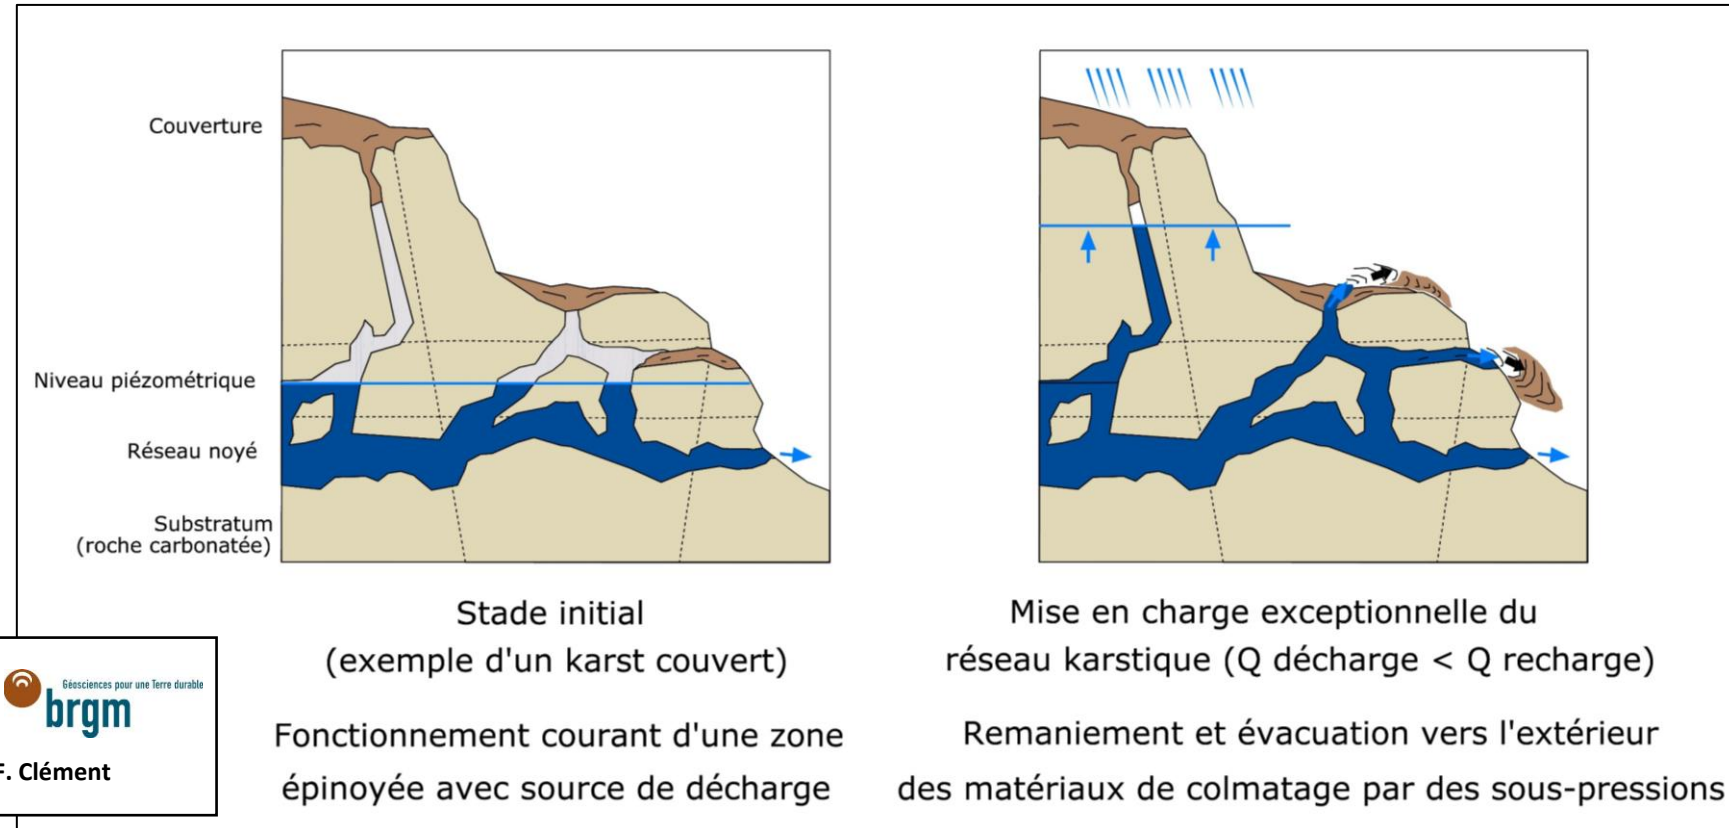 Couverture
Niveau piézométrique
Réseau noyé
Substratum
(roche carbonatée)
Stade initial
(exemple d'un karst couvert)
Fonctionnement courant d'une zone
épinoyée avec source de décharge
Mise en charge exceptionnelle du
réseau karstique (Q décharge < Q recharge)
Remaniement et évacuation vers l'extérieur
des matériaux de colmatage par des sous-pressions
Géosciences pour une Terre durable
brgm
F. Clément